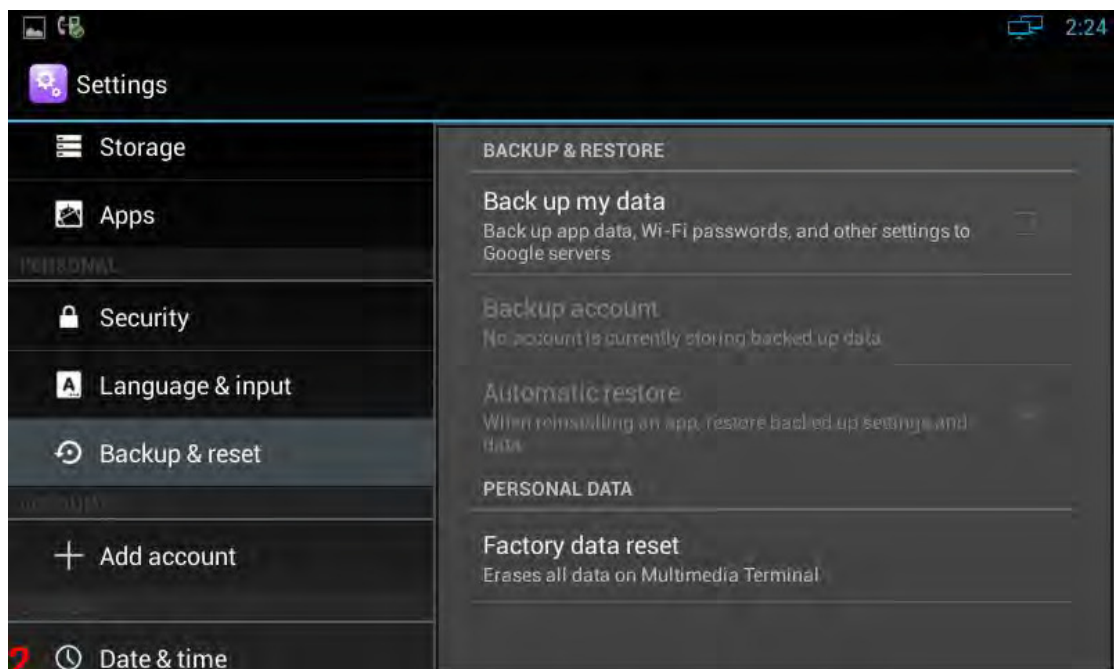 2:24
Settings
Storage
Apps
PERSONAL
Security
Language & input
Backup & reset
Add account
Date & time
BACKUP & RESTORE
Back up my data
Back up app data, Wi-Fi passwords, and other settings to
Google servers
Backup account
No account is currently storing backed up data
Automatic restore
When reinstalling an app, restore backed up settings and
data
PERSONAL DATA
Factory data reset
Erases all data on Multimedia Terminal